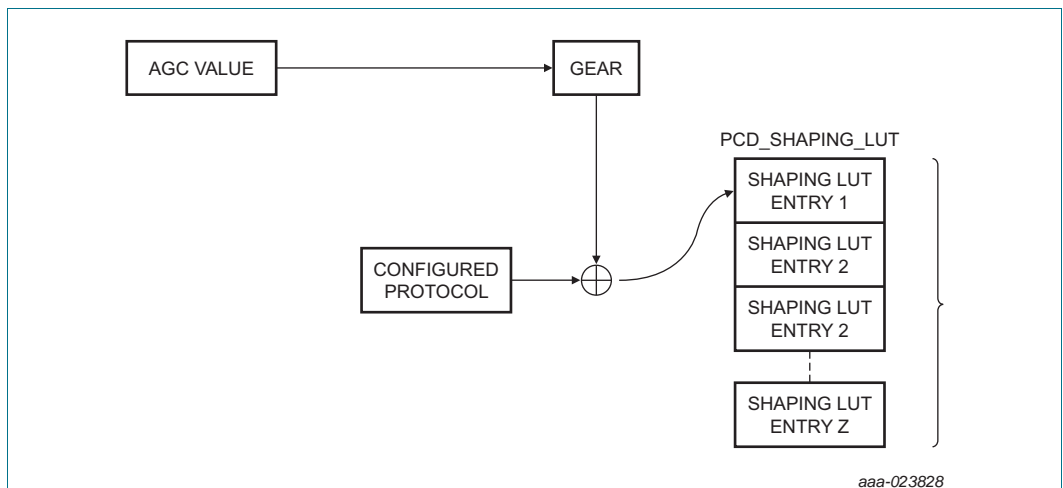 AGC VALUE
GEAR
PCD_SHAPING_LUT
SHAPING LUT
ENTRY 1
SHAPING LUT
ENTRY 2
CONFIGURED
PROTOCOL
SHAPING LUT
ENTRY 2
SHAPING LUT
ENTRY Z
aaa-023828